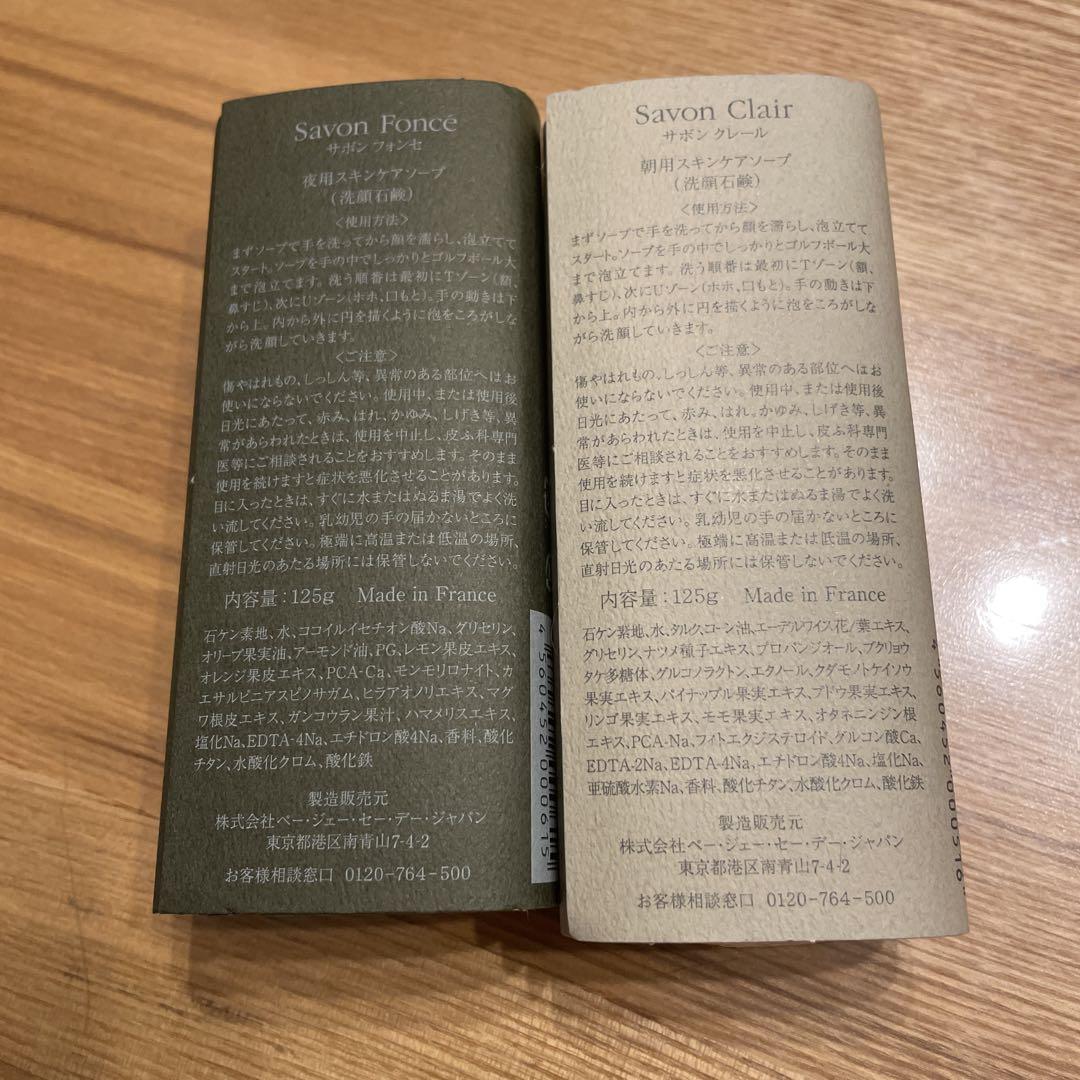 Savon Foncé
サボン フォンセ
夜用スキンケアソープ
(洗顔石鹸)
<使用方法>
まずソープで手を洗ってから顔を濡らし、泡立てて
スタート。ソープを手の中でしっかりとゴルフボール大
まで泡立てます。洗う順番は最初にTゾーン(額、
鼻すじ)、次にUゾーン(ホホ、口もと)。手の動きは下
から上。内から外に円を描くように泡をころがしな
がら洗顔していきます。
<ご注意>
傷やはれもの、しっしん等、異常のある部位へはお
使いにならないでください。使用中、または使用後
日光にあたって、赤み、はれ、かゆみ、しげき等、異
常があらわれたときは、使用を中止し、皮ふ科専門
医等にご相談されることをおすすめします。そのまま
使用を続けますと症状を悪化させることがあります。
目に入ったときは、すぐに水またはぬるま湯でよく洗
い流してください。乳幼児の手の届かないところに
保管してください。極端に高温または低温の場所、
直射日光のあたる場所には保管しないでください。
内容量:125g Made in France
石ケン素地、水、ココイルイセチオン酸Na、グリセリン、
オリーブ果実油、アーモンド油、PG、レモン果皮エキス、
オレンジ果皮エキス、PCA-Ca、モンモリロナイト、カ
エサルピニアスピノサガム、ヒラアオノリエキス、マグ
ワ根皮エキス、ガンコウラン果汁、ハマメリスエキス、
塩化Na、EDTA-4Na、エチドロン酸4Na、香料、酸化
チタン、水酸化クロム、酸化鉄
製造販売元
株式会社ベー・ジェー・セー・デー・ジャパン
東京都港区南青山7-4-2
お客様相談窓口 0120-764-500
4 560452 000615
Savon Clair
サボン クレール
朝用スキンケアソープ
(洗顔石鹸)
<使用方法>
まずソープで手を洗ってから顔を濡らし、泡立てて
スタート。ソープを手の中でしっかりとゴルフボール大
まで泡立てます。洗う順番は最初にTゾーン(額、
鼻すじ)、次にUゾーン(ホホ、口もと)。手の動きは下
から上。内から外に円を描くように泡をころがしな
がら洗顔していきます。
<ご注意>
傷やはれもの、しっしん等、異常のある部位へはお
使いにならないでください。使用中、または使用後
日光にあたって、赤み、はれ。かゆみ、しげき等、異
常があらわれたときは、使用を中止し、皮ふ科専門
医等にご相談されることをおすすめします。そのまま
使用を続けますと症状を悪化させることがあります。
目に入ったときは、すぐに水またはぬるま湯でよく洗
い流してください。乳幼児の手の届かないところに
保管してください。極端に高温または低温の場所、
直射日光のあたる場所には保管しないでください。
内容量:125g Made in France
石ケン素地、水、タルク、コーン油、エーデルワイス花/葉エキス、
グリセリン、ナツメ種子エキス、プロパンジオール、ブクリョウ
タケ多糖体、グルコノラクトン、エクノール、クダモノトケイソウ
果実エキス、パイナップル果実エキス、ブドウ果実エキス、
リンゴ果実エキス、モモ果実エキス、オタネニンジン根
エキス、PCA-Na、フィトエクジステロイド、グルコン酸Ca、
EDTA-2Na、EDTA-4Na、エチドロン酸4Na、塩化Na、
亜硫酸水素Na、香料、酸化チタン、水酸化クロム、酸化鉄
製造販売元
株式会社ベー・ジェー・セー・デー・ジャパン
東京都港区南青山7-4-2
お客様相談窓口 0120-764-500